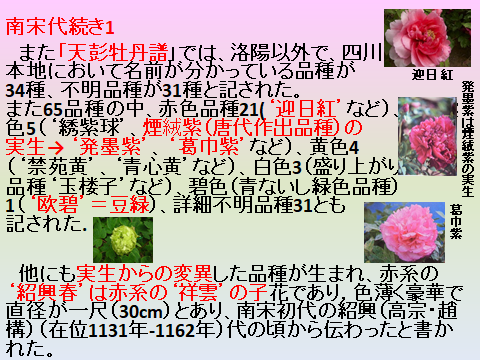 南宋代続き1
また「天彭牡丹譜」では、洛陽以外で、四川
本地において名前が分かっている品種が
34種、不明品種が31種と記された。
また65品種の中、赤色品種21(‘迎日紅’など)、
色5(‘綉紫球’、煙絨紫(唐代作出品種)の
実生→‘発墨紫’、‘葛巾紫’など)、黄色4
(‘禁苑黄’、‘青心黄’など)、白色3(盛り上がり
品種‘玉楼子’など)、碧色(青ないし緑色品種)
1(‘欧碧’=豆緑)、詳細不明品種31とも
記された.
他にも実生からの変異した品種が生まれ、赤系の
‘紹興春’は赤系の‘祥雲’の子花であり、色薄く豪華で
直径が一尺(30cm)とあり、南宋初代の紹興(高宗・趙
構)(在位1131年-1162年)代の頃から伝わったと書か
れた。
迎日紅
発墨紫は煙絨紫の実生
葛巾紫